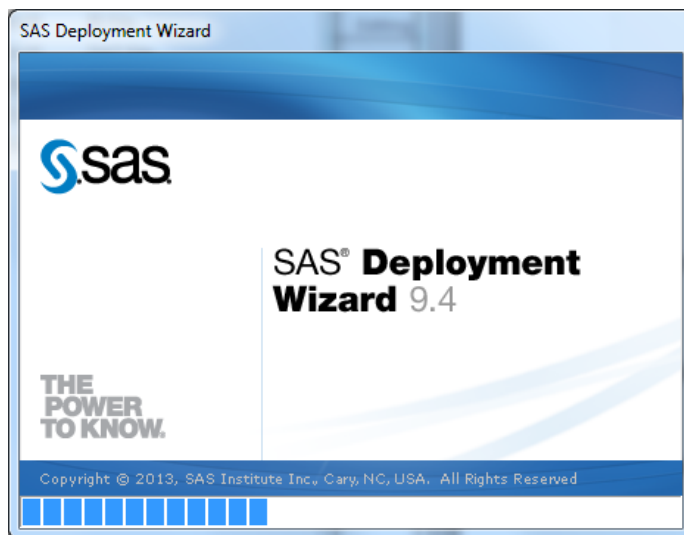 SAS Deployment Wizard
sas
SAS® Deployment
Wizard 9.4
THE
POWER
TO KNOW.
Copyright © 2013, SAS Institute Inc., Cary, NC, USA. All Rights Reserved